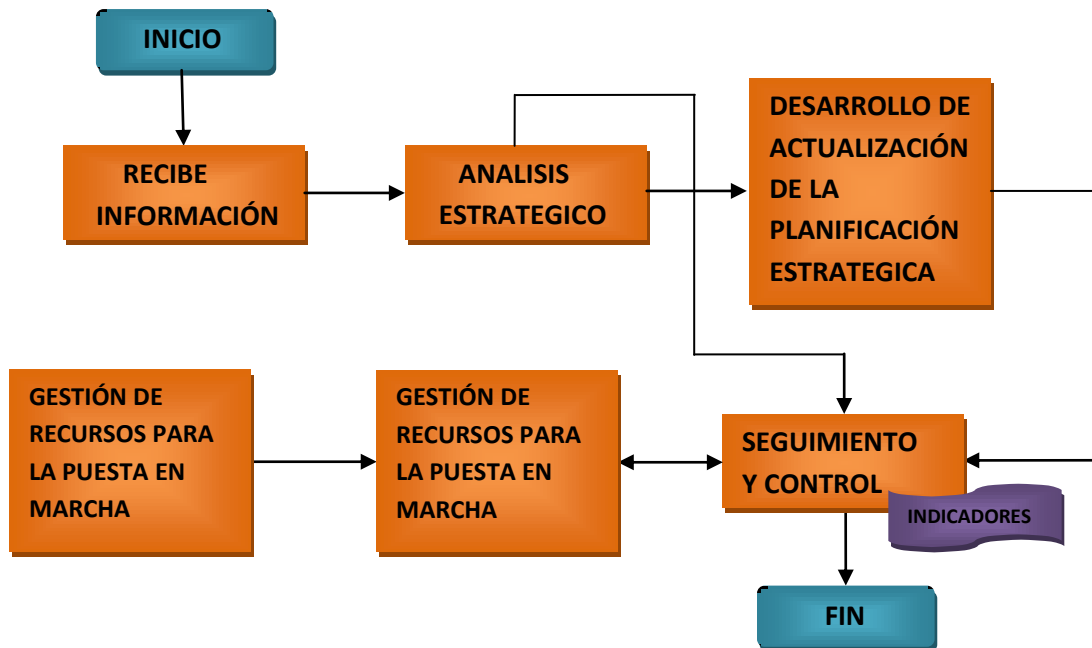 INICIO
RECIBE
INFORMACIÓN
ANALISIS
ESTRATEGICO
DESARROLLO DE
ACTUALIZACIÓN
DE LA
PLANIFICACIÓN
ESTRATEGICA
GESTIÓN DE
RECURSOS PARA
LA PUESTA EN
MARCHA
GESTIÓN DE
RECURSOS PARA
LA PUESTA EN
MARCHA
SEGUIMIENTO
Y CONTROL
INDICADORES
FIN